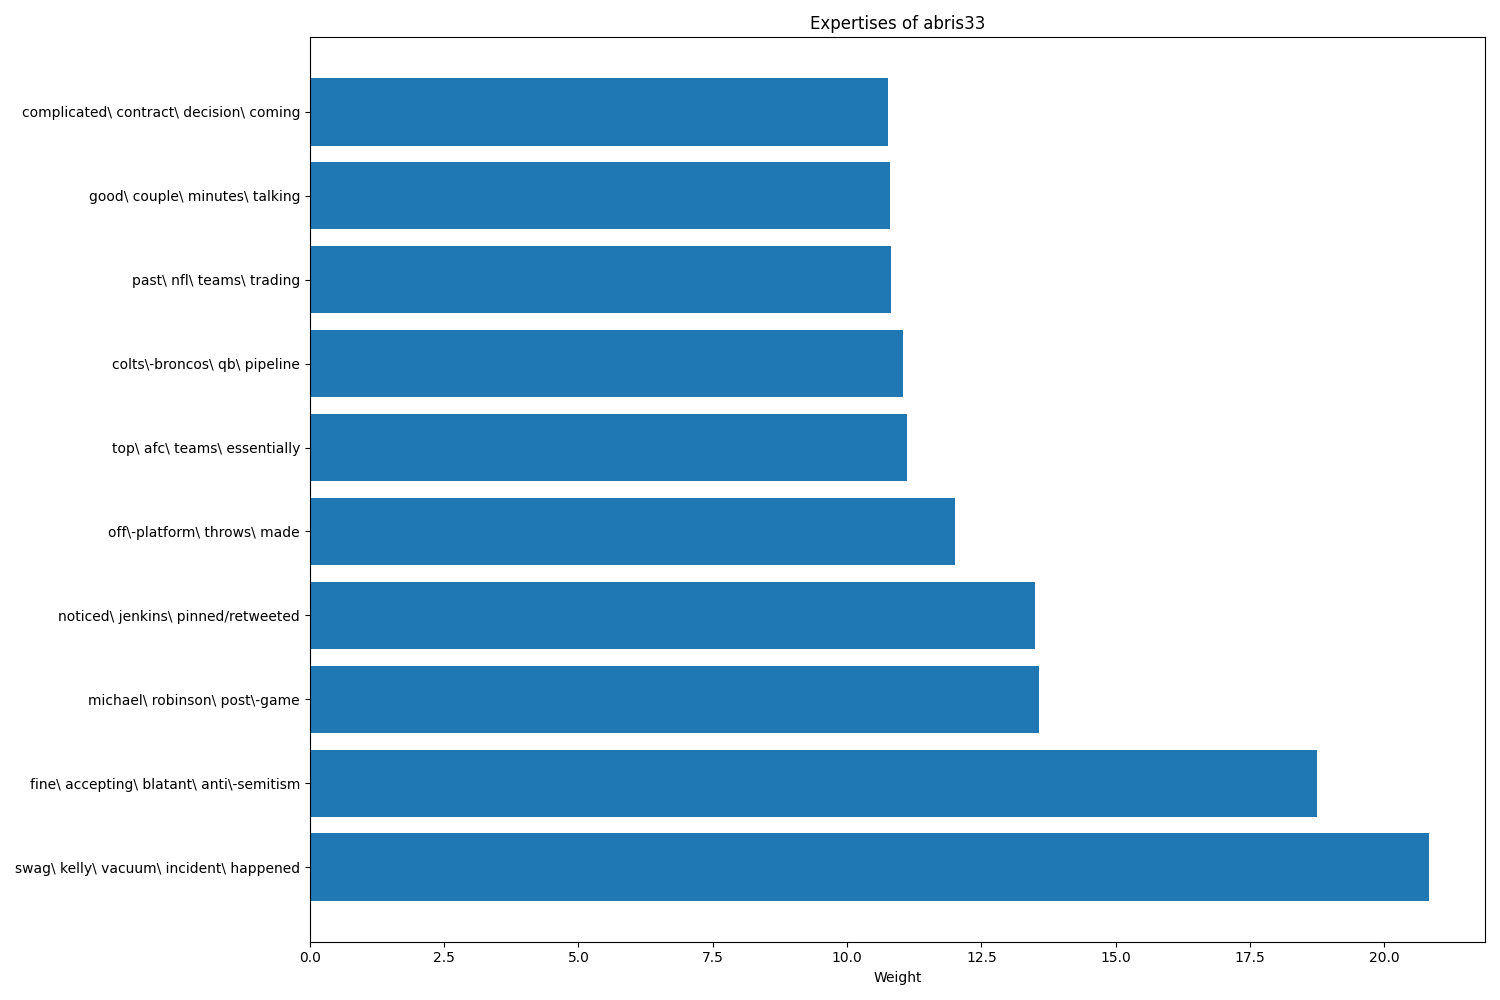 Expertises of abris33
complicated\ contract\ decision\ coming
good\ couple\ minutes\ talking
past\ nfl\ teams\ trading
colts\-broncos\ qb\ pipeline
top\ afc\ teams\ essentially
off\-platform\ throws\ made
noticed\ jenkins\ pinned/retweeted
michael\ robinson\ post\-game
fine\ accepting\ blatant\ anti\-semitism
swag\ kelly\ vacuum\ incident\ happened
0.0 2.5 5.0 7.5 10.0 12.5 15.0 17.5 20.0
Weight